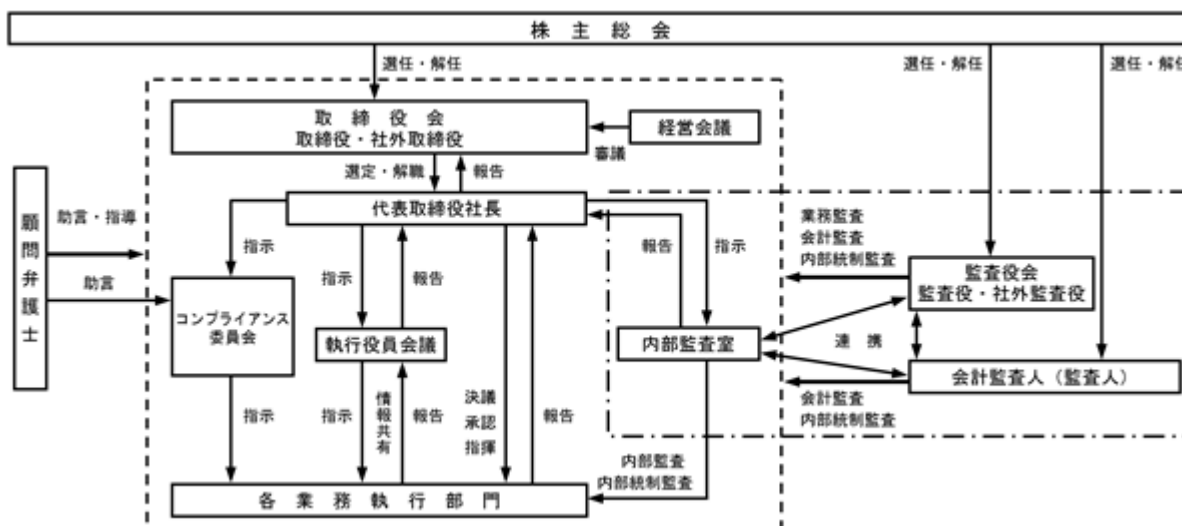 株主総会
選任・解任
選任・解任
選任・解任
取締役会
取締役・社外取締役
経営会議
審議
選定・解職
報告
顧問弁護士
助言・指導
助言
代表取締役社長
指示
指示
報告
報告
指示
業務監査
会計監査
内部統制監査
監査役会
監査役・社外監査役
コンプライアンス
委員会
執行役員会議
内部監査室
連携
会計監査人（監査人）
会計監査
内部統制監査
指示
指示
情報共有
報告
決議
承認
指揮
報告
内部監査
内部統制監査
各業務執行部門